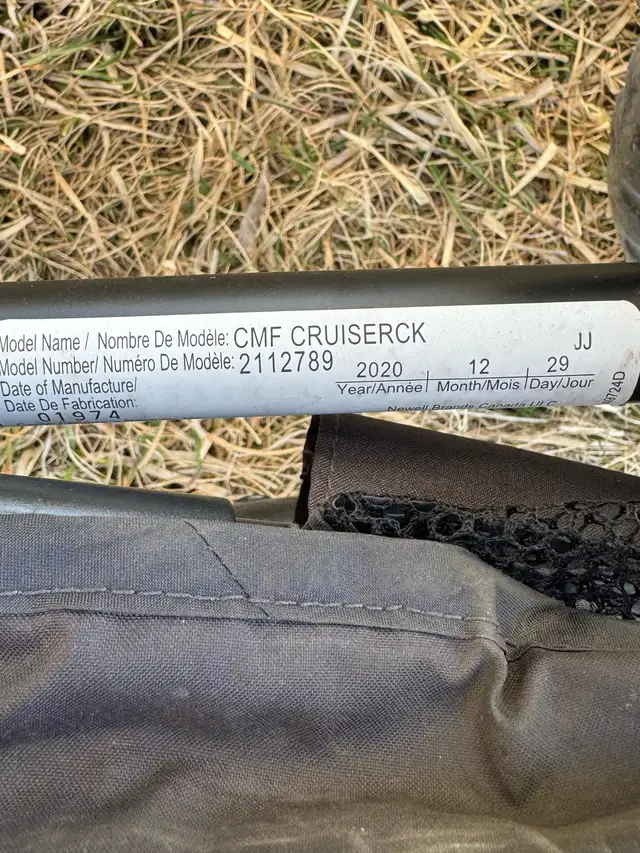 Model Name / Nombre De Modèle: CMF CRUISERCK
JJ
Model Number/ Numéro De Modèle: 2112789
Date of Manufacture/
Date De Fabrication:
2020 12 29
Year/Année Month/Mois Day/Jour
01974
Newell Brands Canada ULC